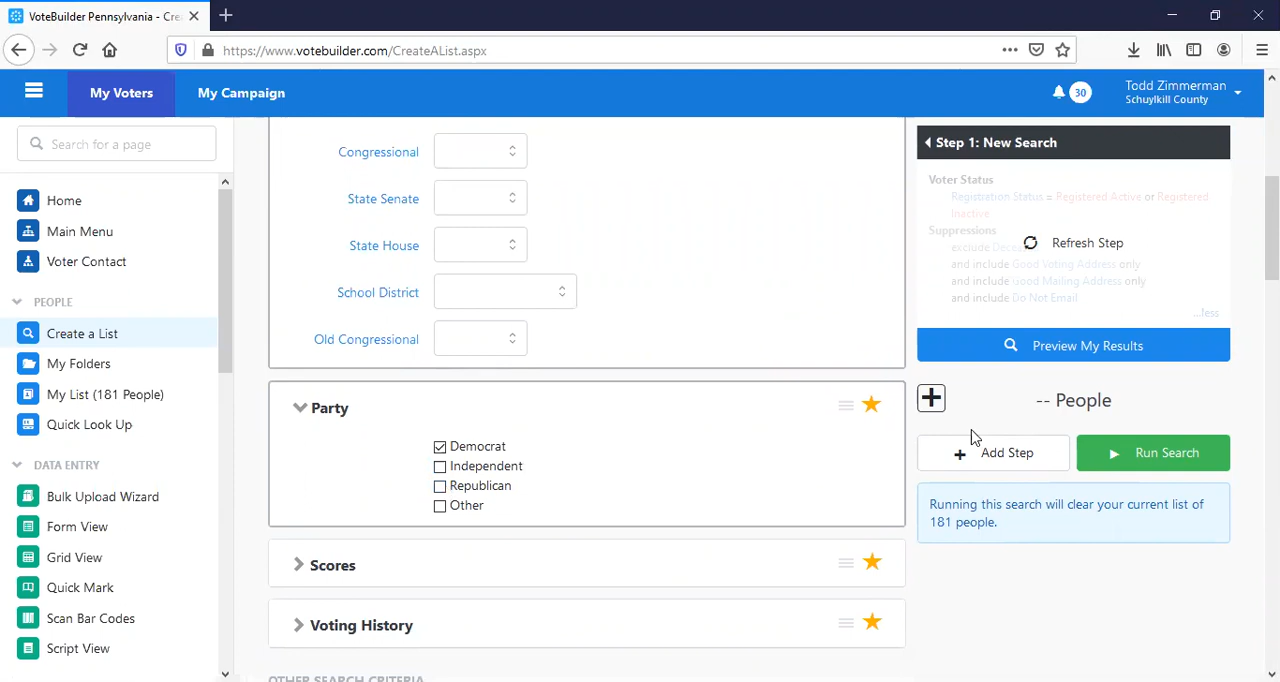 VoteBuilder Pennsylvania - Cre
https://www.votebuilder.com/CreateAList.aspx
My Voters
My Campaign
30
Todd Zimmerman
Schuylkill County
Search for a page
Home
Main Menu
Voter Contact
PEOPLE
Create a List
My Folders
My List (181 People)
Quick Look Up
DATA ENTRY
Bulk Upload Wizard
Form View
Grid View
Quick Mark
Scan Bar Codes
Script View
Congressional
State Senate
State House
School District
Old Congressional
Party
Democrat
Independent
Republican
Other
Scores
Voting History
OTHER SEARCH CRITERIA
Step 1: New Search
Voter Status
Registration Status = Registered Active or Registered
Inactive
Suppressions
exclude
Refresh Step
and include Good Voting Address only
and include Good Mailing Address only
and include Do Not Email
...less
Preview My Results
-- People
Add Step
Run Search
Running this search will clear your current list of
181 people.